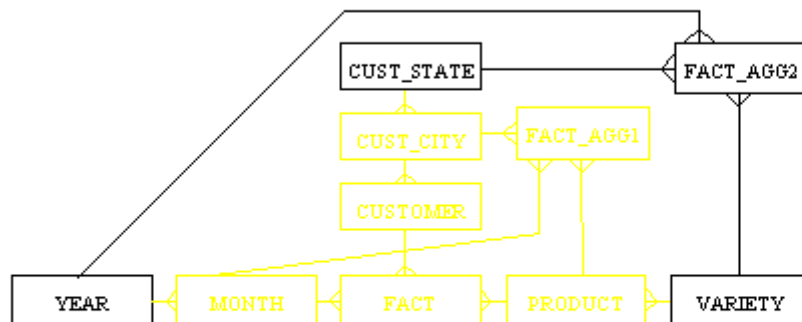 CUST_STATE
FACT_AGG2
CUST_CITY
FACT_AGG1
CUSTOMER
YEAR
MONTH
FACT
PRODUCT
VARIETY